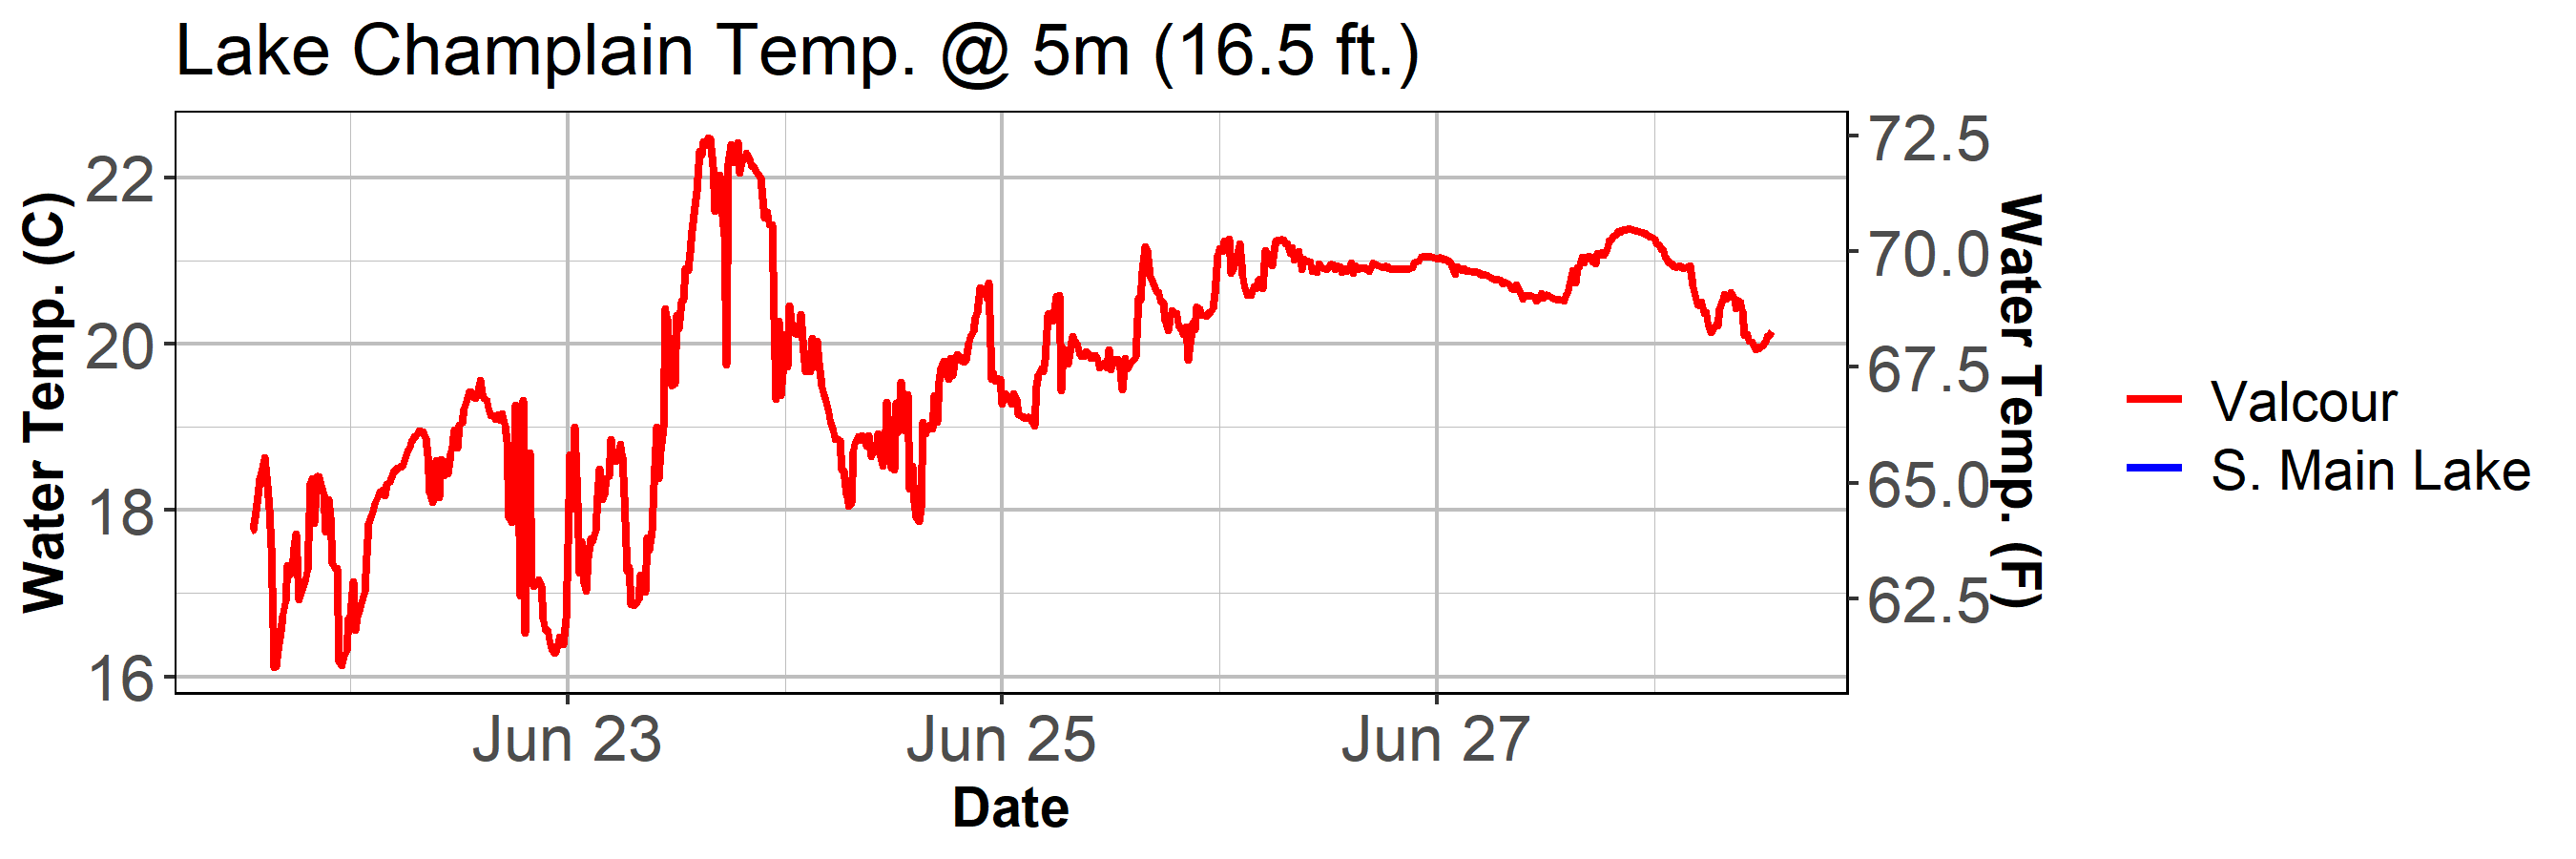 Lake Champlain Temp. @ 5m (16.5 ft.)
Water Temp. (C)
22
20
18
16
72.5
70.0
67.5
65.0
62.5
Water Temp. (F)
Jun 23
Jun 25
Jun 27
Date
Valcour
S. Main Lake